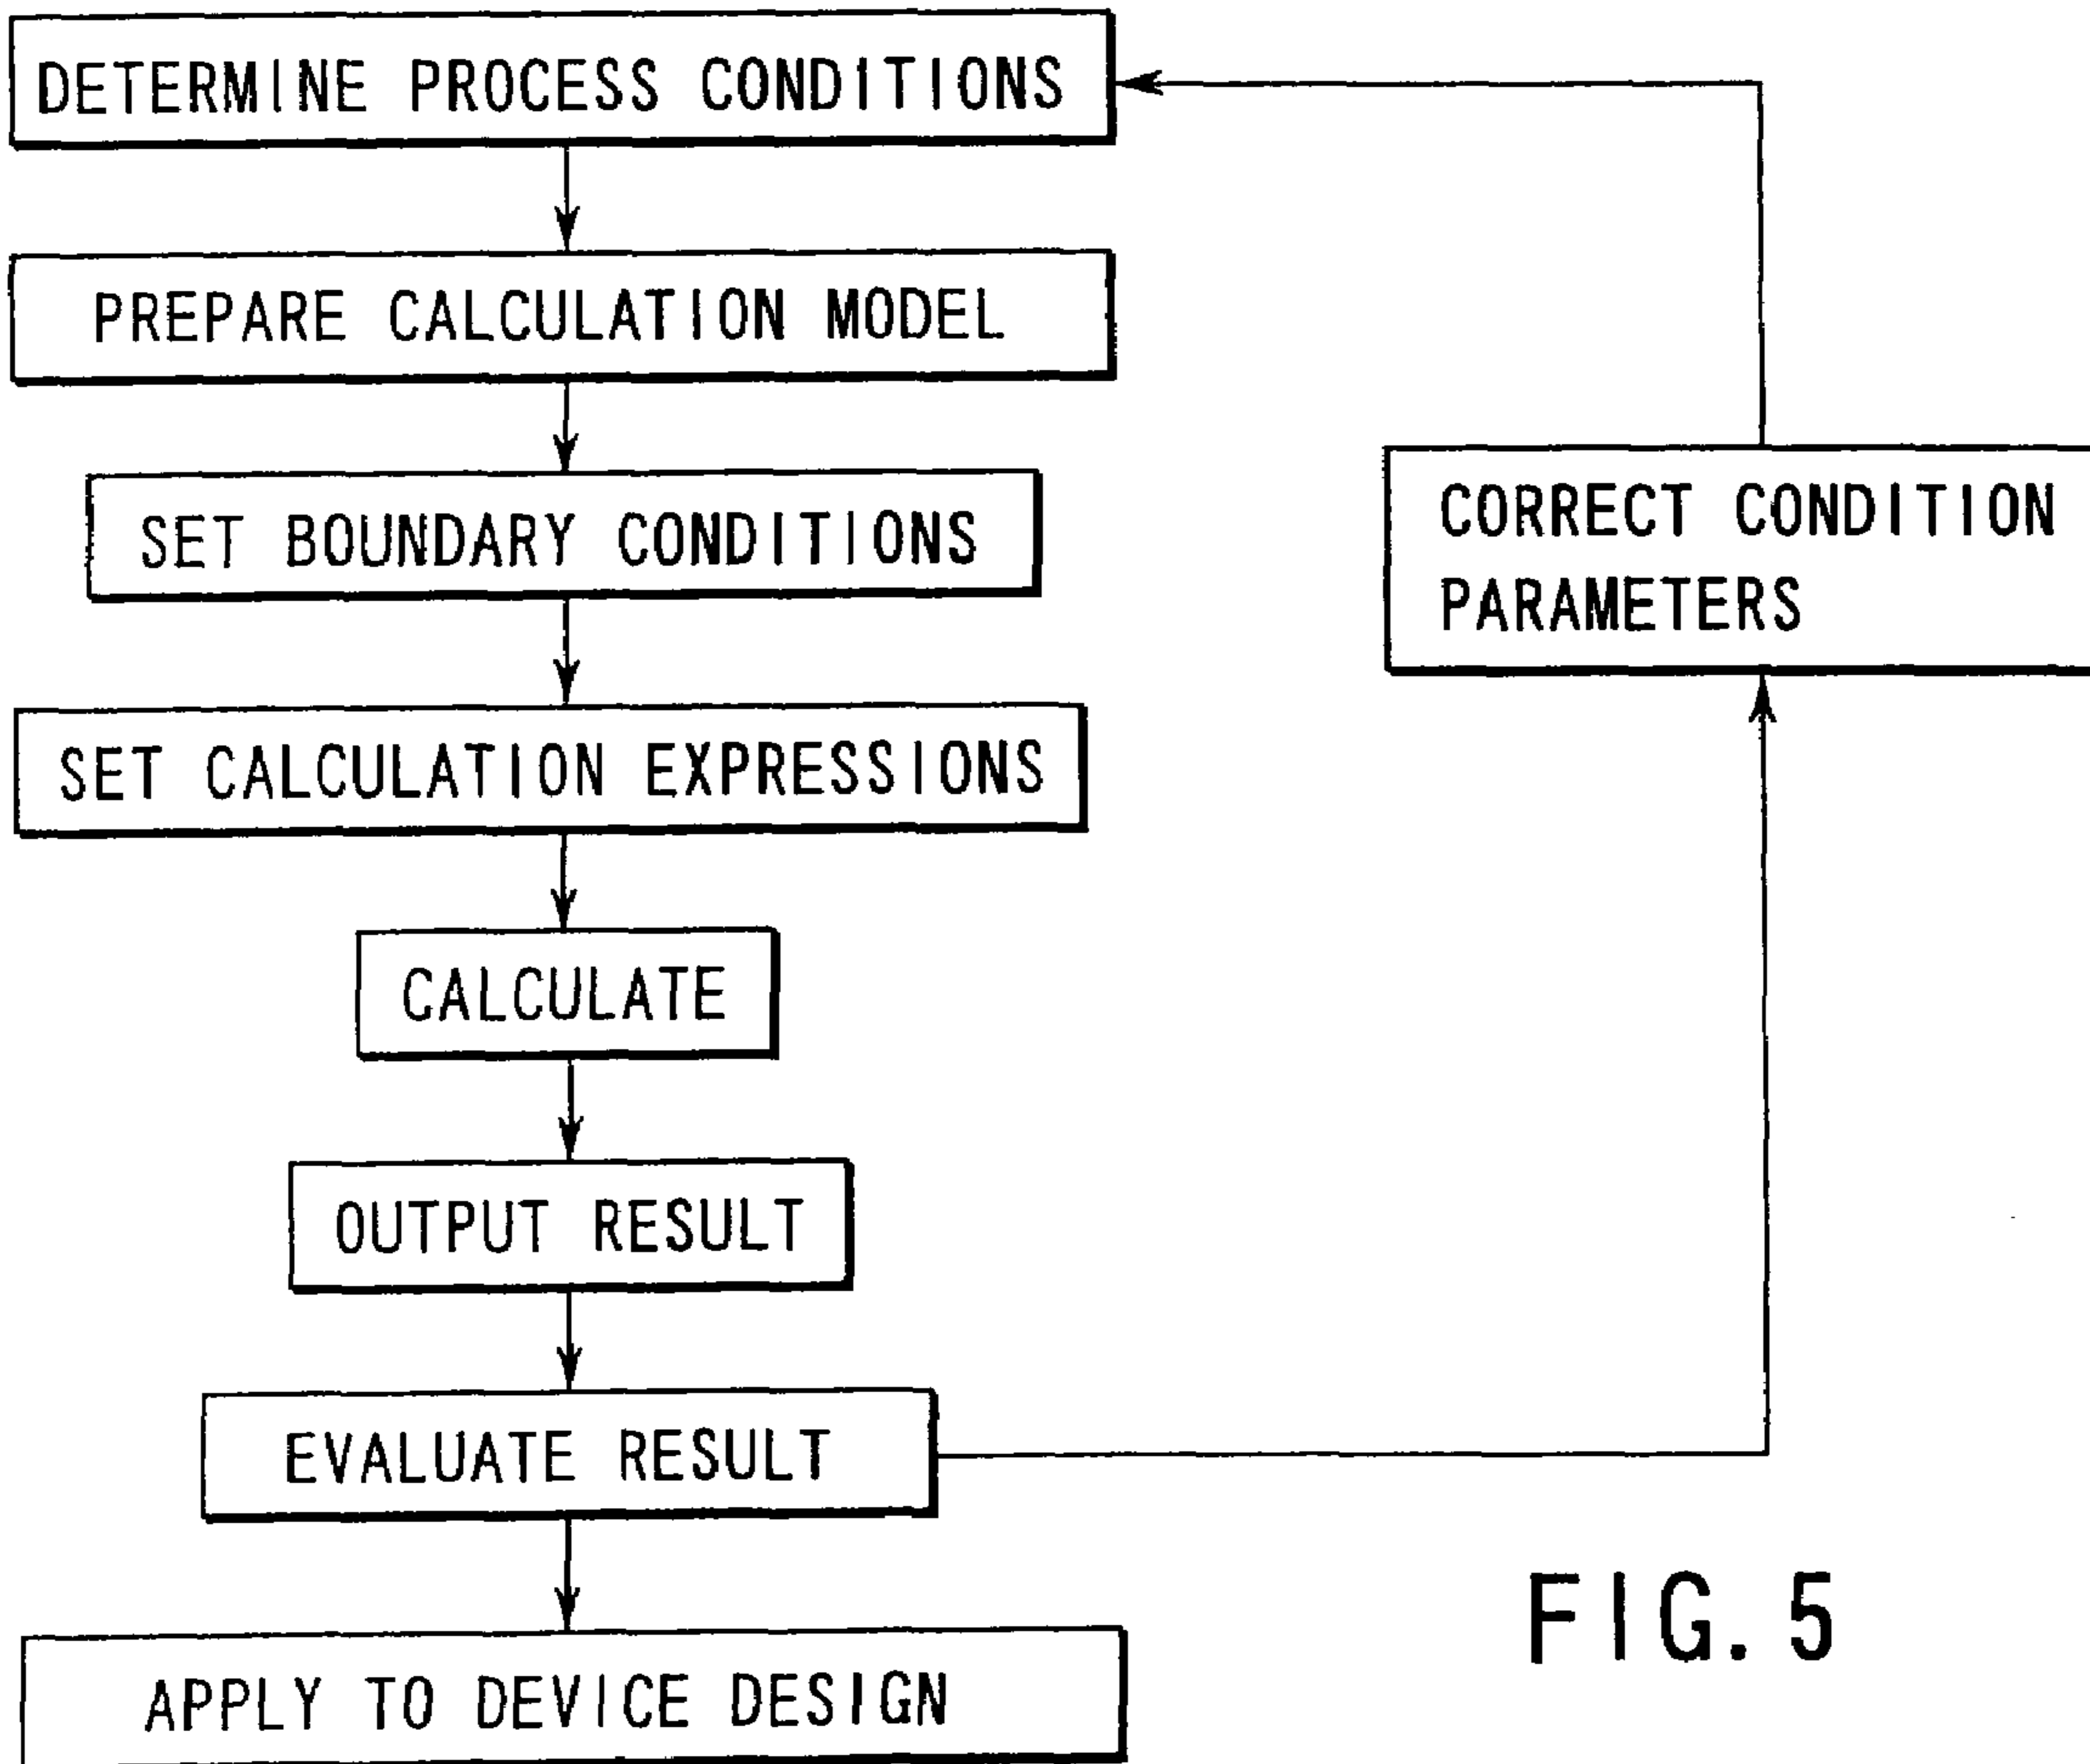 DETERMINE PROCESS CONDITIONS
PREPARE CALCULATION MODEL
SET BOUNDARY CONDITIONS
SET CALCULATION EXPRESSIONS
CALCULATE
OUTPUT RESULT
EVALUATE RESULT
APPLY TO DEVICE DESIGN
CORRECT CONDITION
PARAMETERS
FIG. 5